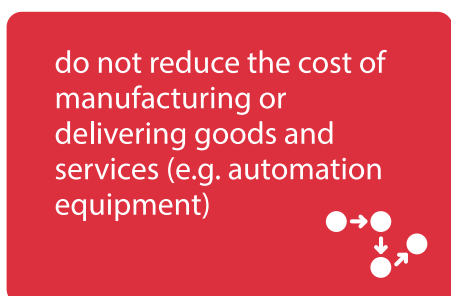 do not reduce the cost of
manufacturing or
delivering goods and
services (e.g. automation
equipment)